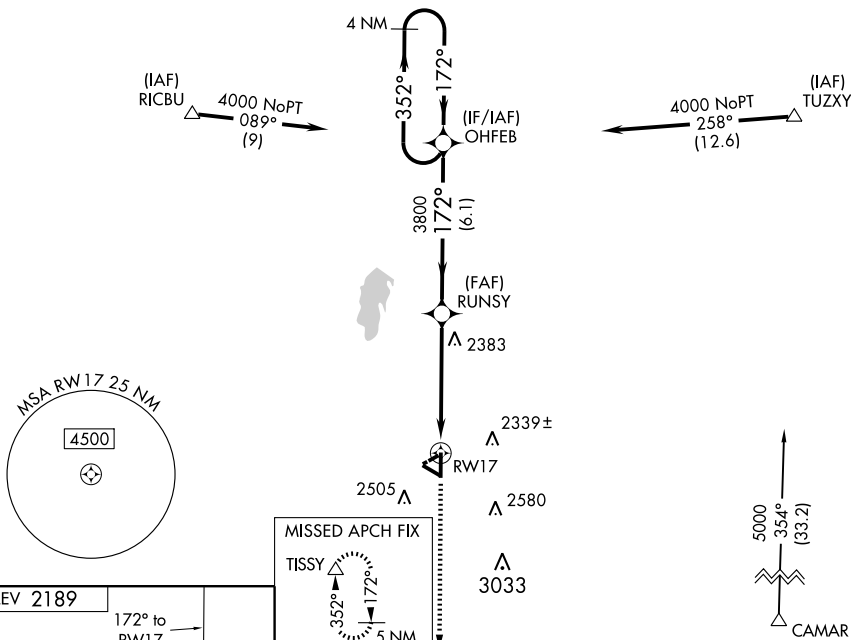 4 NM
352°
172°
(IAF)
RICBU
4000 NoPT
089°
(9)
(IF/IAF)
OHFEB
4000 NoPT
258°
(12.6)
(IAF)
TUZXY
3800
172°
(6.1)
(FAF)
RUNSY
2383
MSA RW17 25 NM
4500
2339±
RW17
2505
2580
3033
5000
354°
(33.2)
CAMAR
MISSED APCH FIX
TISSY
352°
172°
5 NM
EV 2189
172° to
RW17